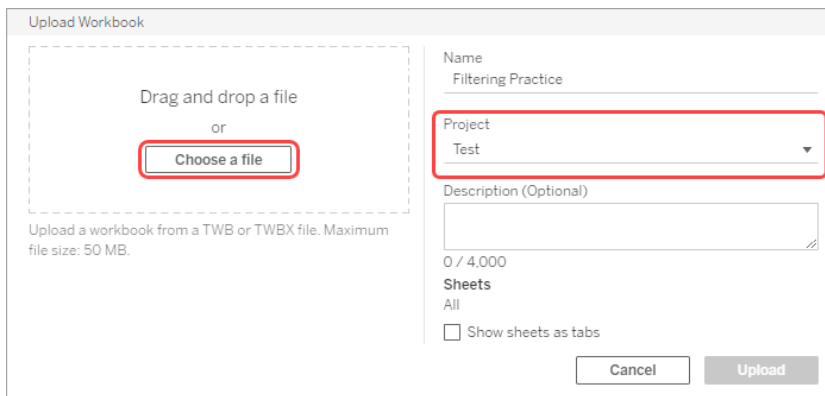 Upload Workbook
Drag and drop a file
or
Choose a file
Upload a workbook from a TWB or TWBX file. Maximum
file size: 50 MB.
Name
Filtering Practice
Project
Test
Description (Optional)
0 / 4,000
Sheets
All
Show sheets as tabs
Cancel
Upload